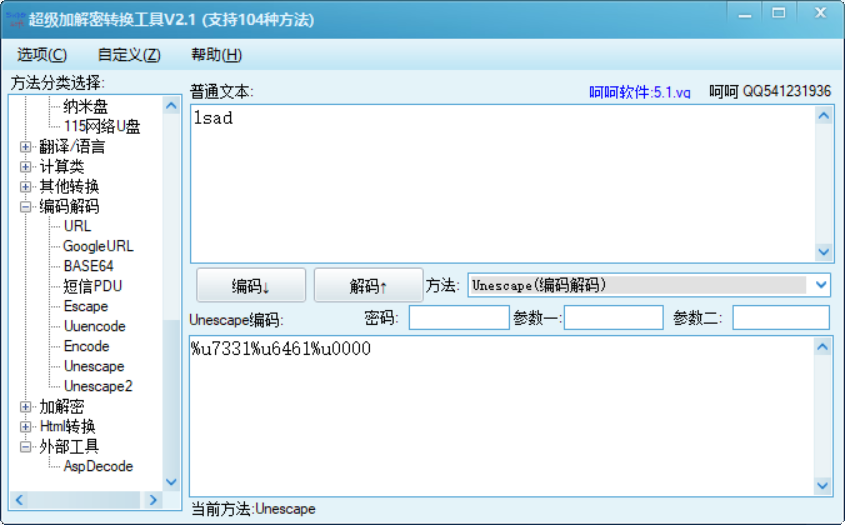 超级加解密转换工具V2.1 (支持104种方法)
选项(C) 自定义(Z) 帮助(H)
方法分类选择:
纳米盘
115网络U盘
翻译/语言
计算类
其他转换
编码解码
URL
GoogleURL
BASE64
短信PDU
Escape
Uuencode
Encode
Unescape
Unescape2
加解密
Html转换
外部工具
AspDecode
普通文本: 呵呵软件:5.1.vg 呵呵 QQ541231936
1sad
编码↓ 解码↑ 方法: Unescape(编码解码)
Unescape编码: 密码: 参数一: 参数二:
%u7331%u6461%u0000
当前方法:Unescape